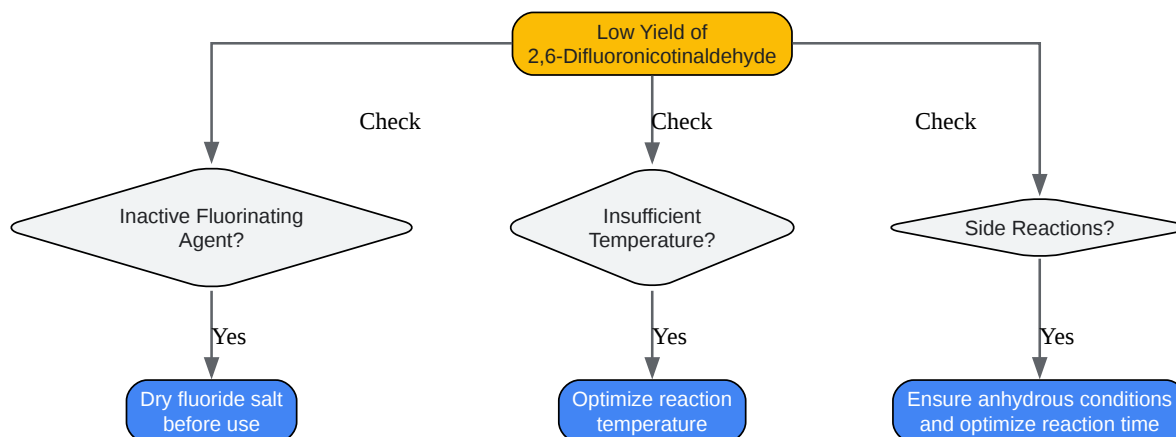 Low Yield of
2,6-Difluoronicotinaldehyde
Check
Check
Check
Inactive Fluorinating
Agent?
Insufficient
Temperature?
Side Reactions?
Yes
Yes
Yes
Dry fluoride salt
before use
Optimize reaction
temperature
Ensure anhydrous conditions
and optimize reaction time